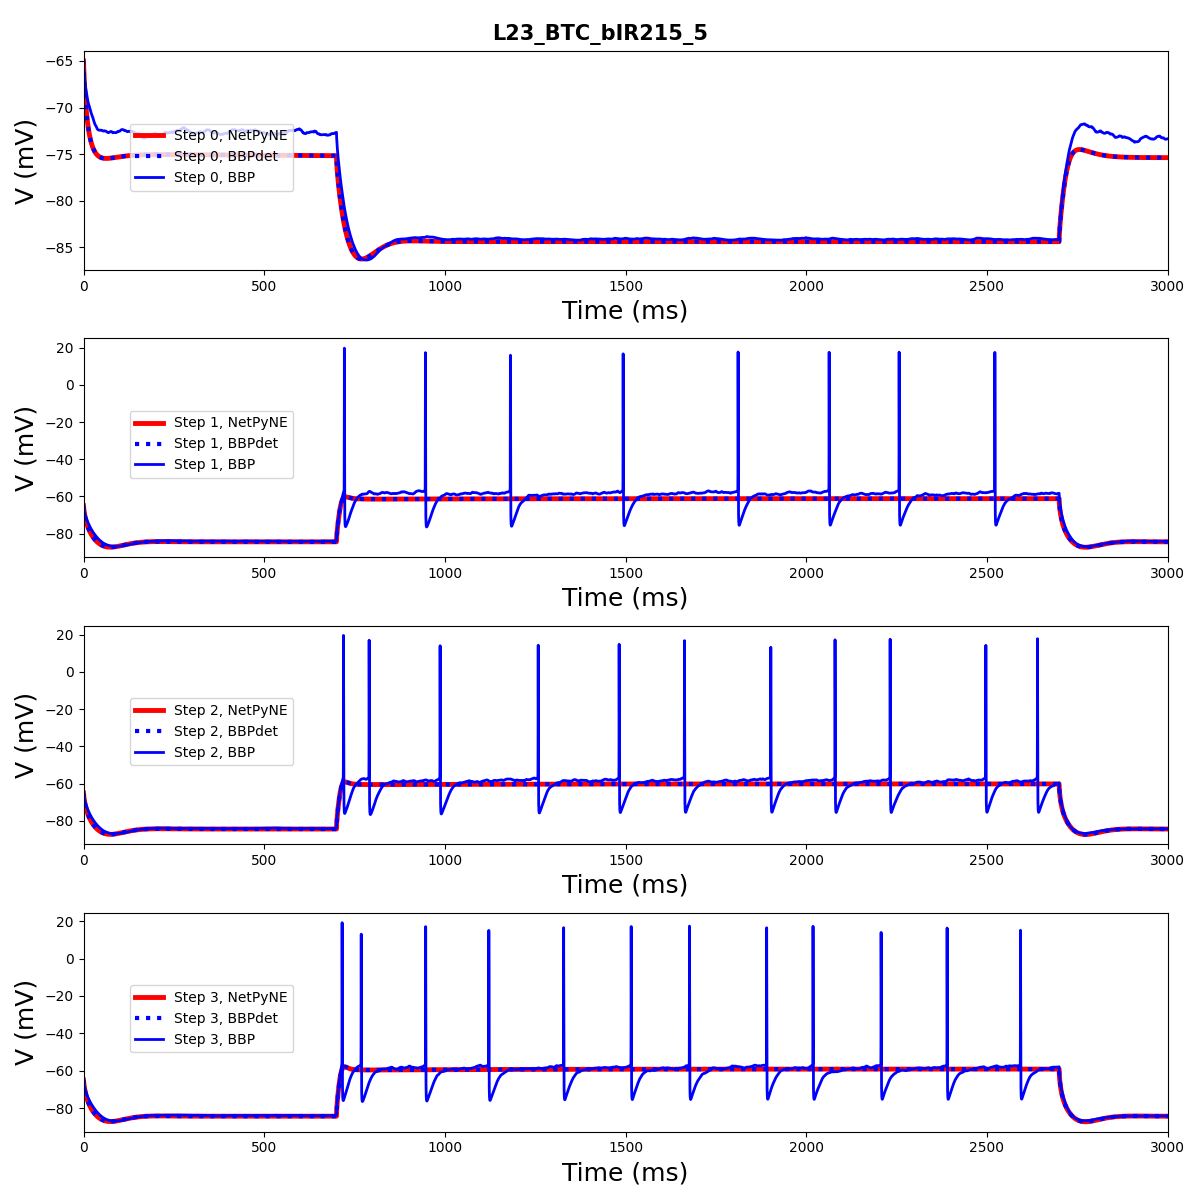 L23_BTC_bIR215_5
−65
−70
−75
−80
−85
V (mV)
Step 0, NetPyNE
Step 0, BBPdet
Step 0, BBP
0 500 1000 1500 2000 2500 3000
Time (ms)
20
0
−20
−40
−60
−80
V (mV)
Step 1, NetPyNE
Step 1, BBPdet
Step 1, BBP
0 500 1000 1500 2000 2500 3000
Time (ms)
20
0
−20
−40
−60
−80
V (mV)
Step 2, NetPyNE
Step 2, BBPdet
Step 2, BBP
0 500 1000 1500 2000 2500 3000
Time (ms)
20
0
−20
−40
−60
−80
V (mV)
Step 3, NetPyNE
Step 3, BBPdet
Step 3, BBP
0 500 1000 1500 2000 2500 3000
Time (ms)